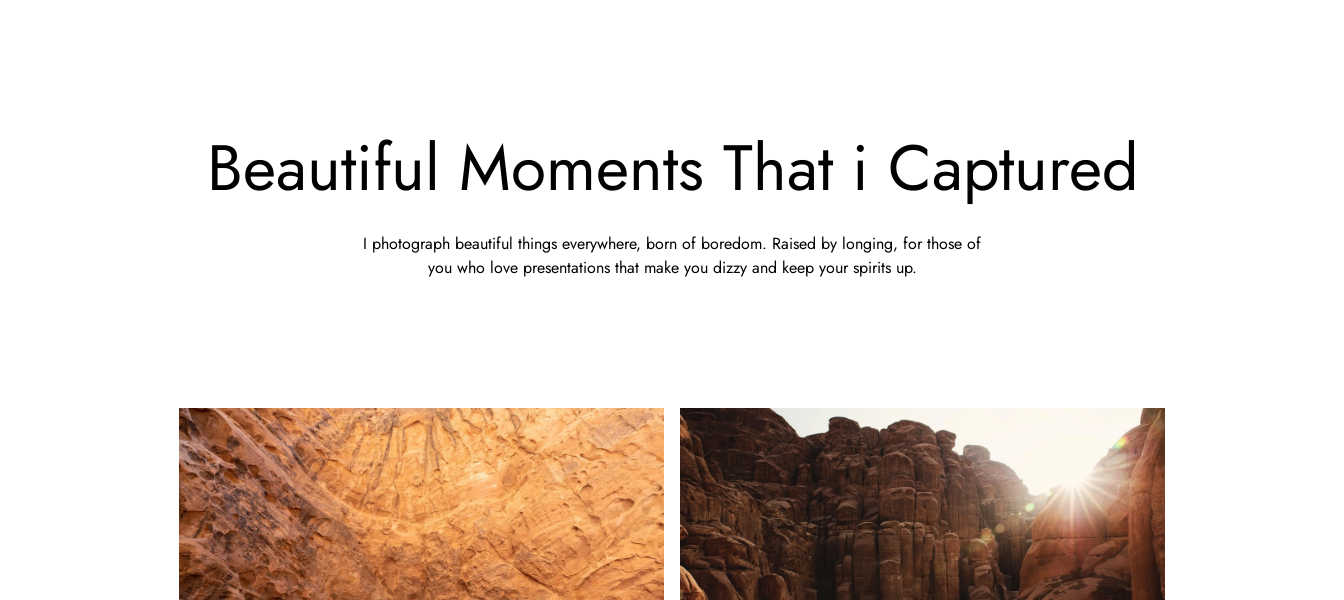 Beautiful Moments That i Captured
I photograph beautiful things everywhere, born of boredom. Raised by longing, for those of
you who love presentations that make you dizzy and keep your spirits up.